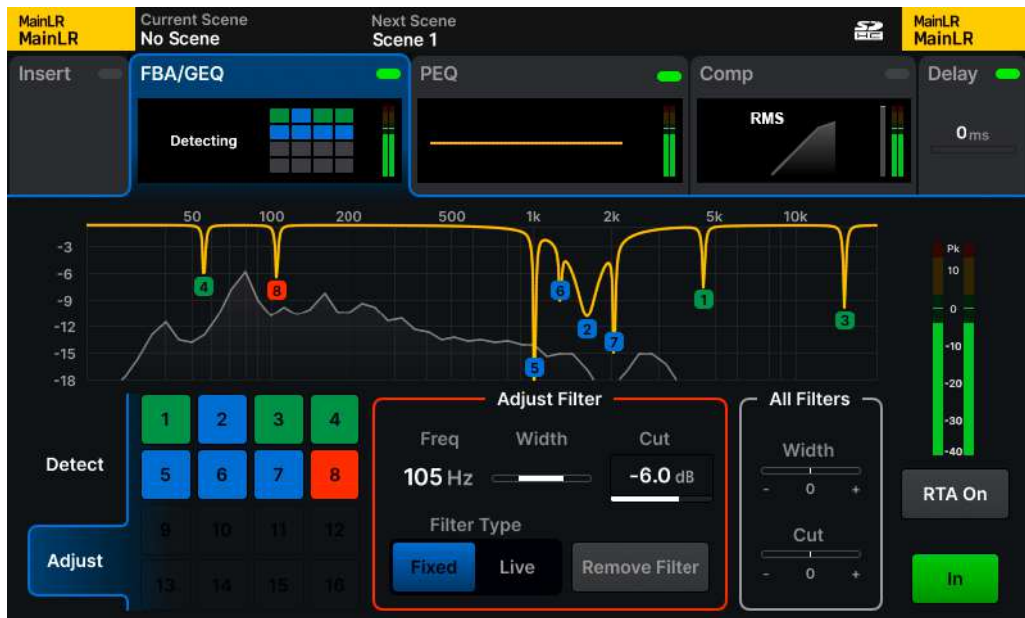 MainLR
MainLR
Current Scene
No Scene
Next Scene
Scene 1
MainLR
MainLR
Insert
FBA/GEQ
PEQ
Comp
Delay
Detecting
RMS
0 ms
50 100 200 500 1k 2k 5k 10k
-3
-6
-9
-12
-15
-18
4
8
6
2
7
5
1
3
Pk
10
0
-10
-20
-30
-40
Detect
Adjust
1 2 3 4
5 6 7 8
9 10 11 12
13 14 15 16
Adjust Filter
Freq Width Cut
105 Hz -6.0 dB
Filter Type
Fixed Live Remove Filter
All Filters
Width
- 0 +
Cut
- 0 +
RTA On
In